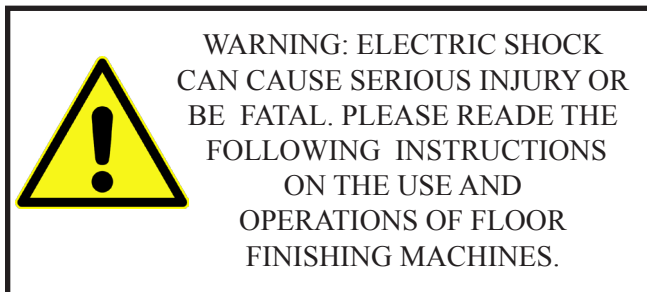 WARNING: ELECTRIC SHOCK
CAN CAUSE SERIOUS INJURY OR
BE  FATAL. PLEASE READE THE
FOLLOWING  INSTRUCTIONS
ON THE USE AND
OPERATIONS OF FLOOR
FINISHING MACHINES.